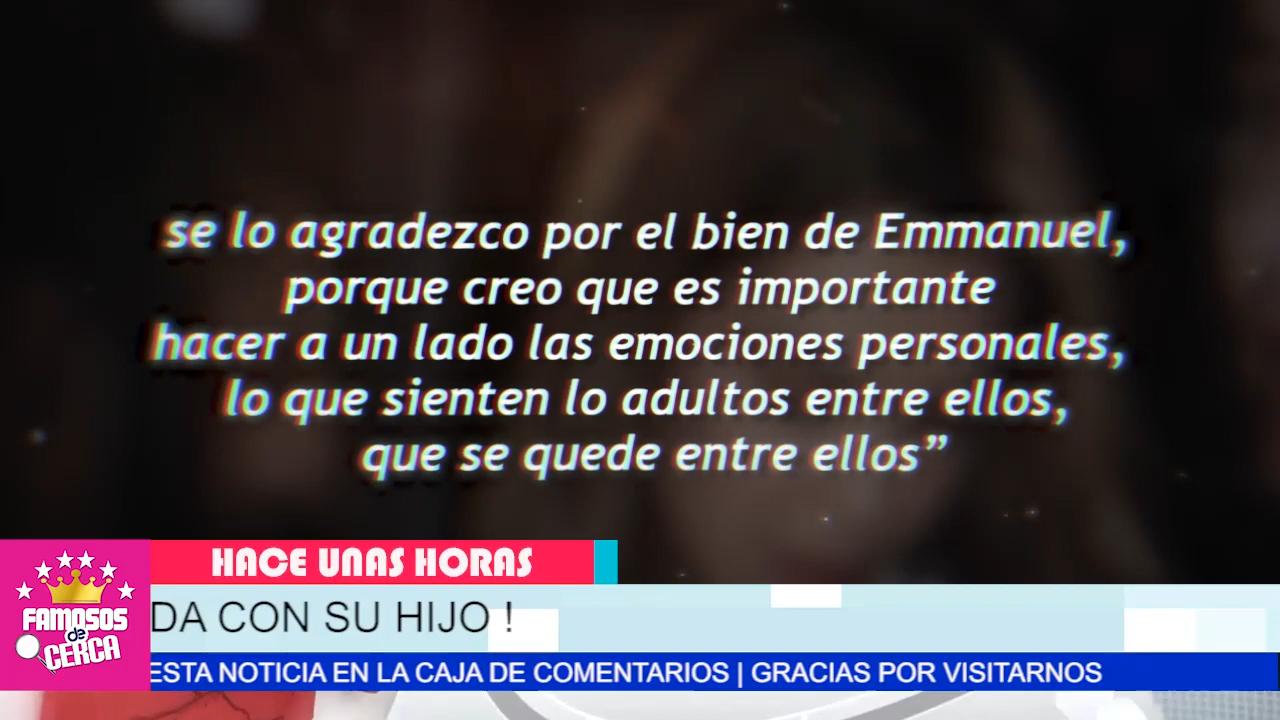 se lo agradezco por el bien de Emmanuel,
porque creo que es importante
hacer a un lado las emociones personales,
lo que sienten lo adultos entre ellos,
que se quede entre ellos”
HACE UNAS HORAS
DA CON SU HIJO !
FAMOSOS
de
CERCA
ESTA NOTICIA EN LA CAJA DE COMENTARIOS | GRACIAS POR VISITARNOS